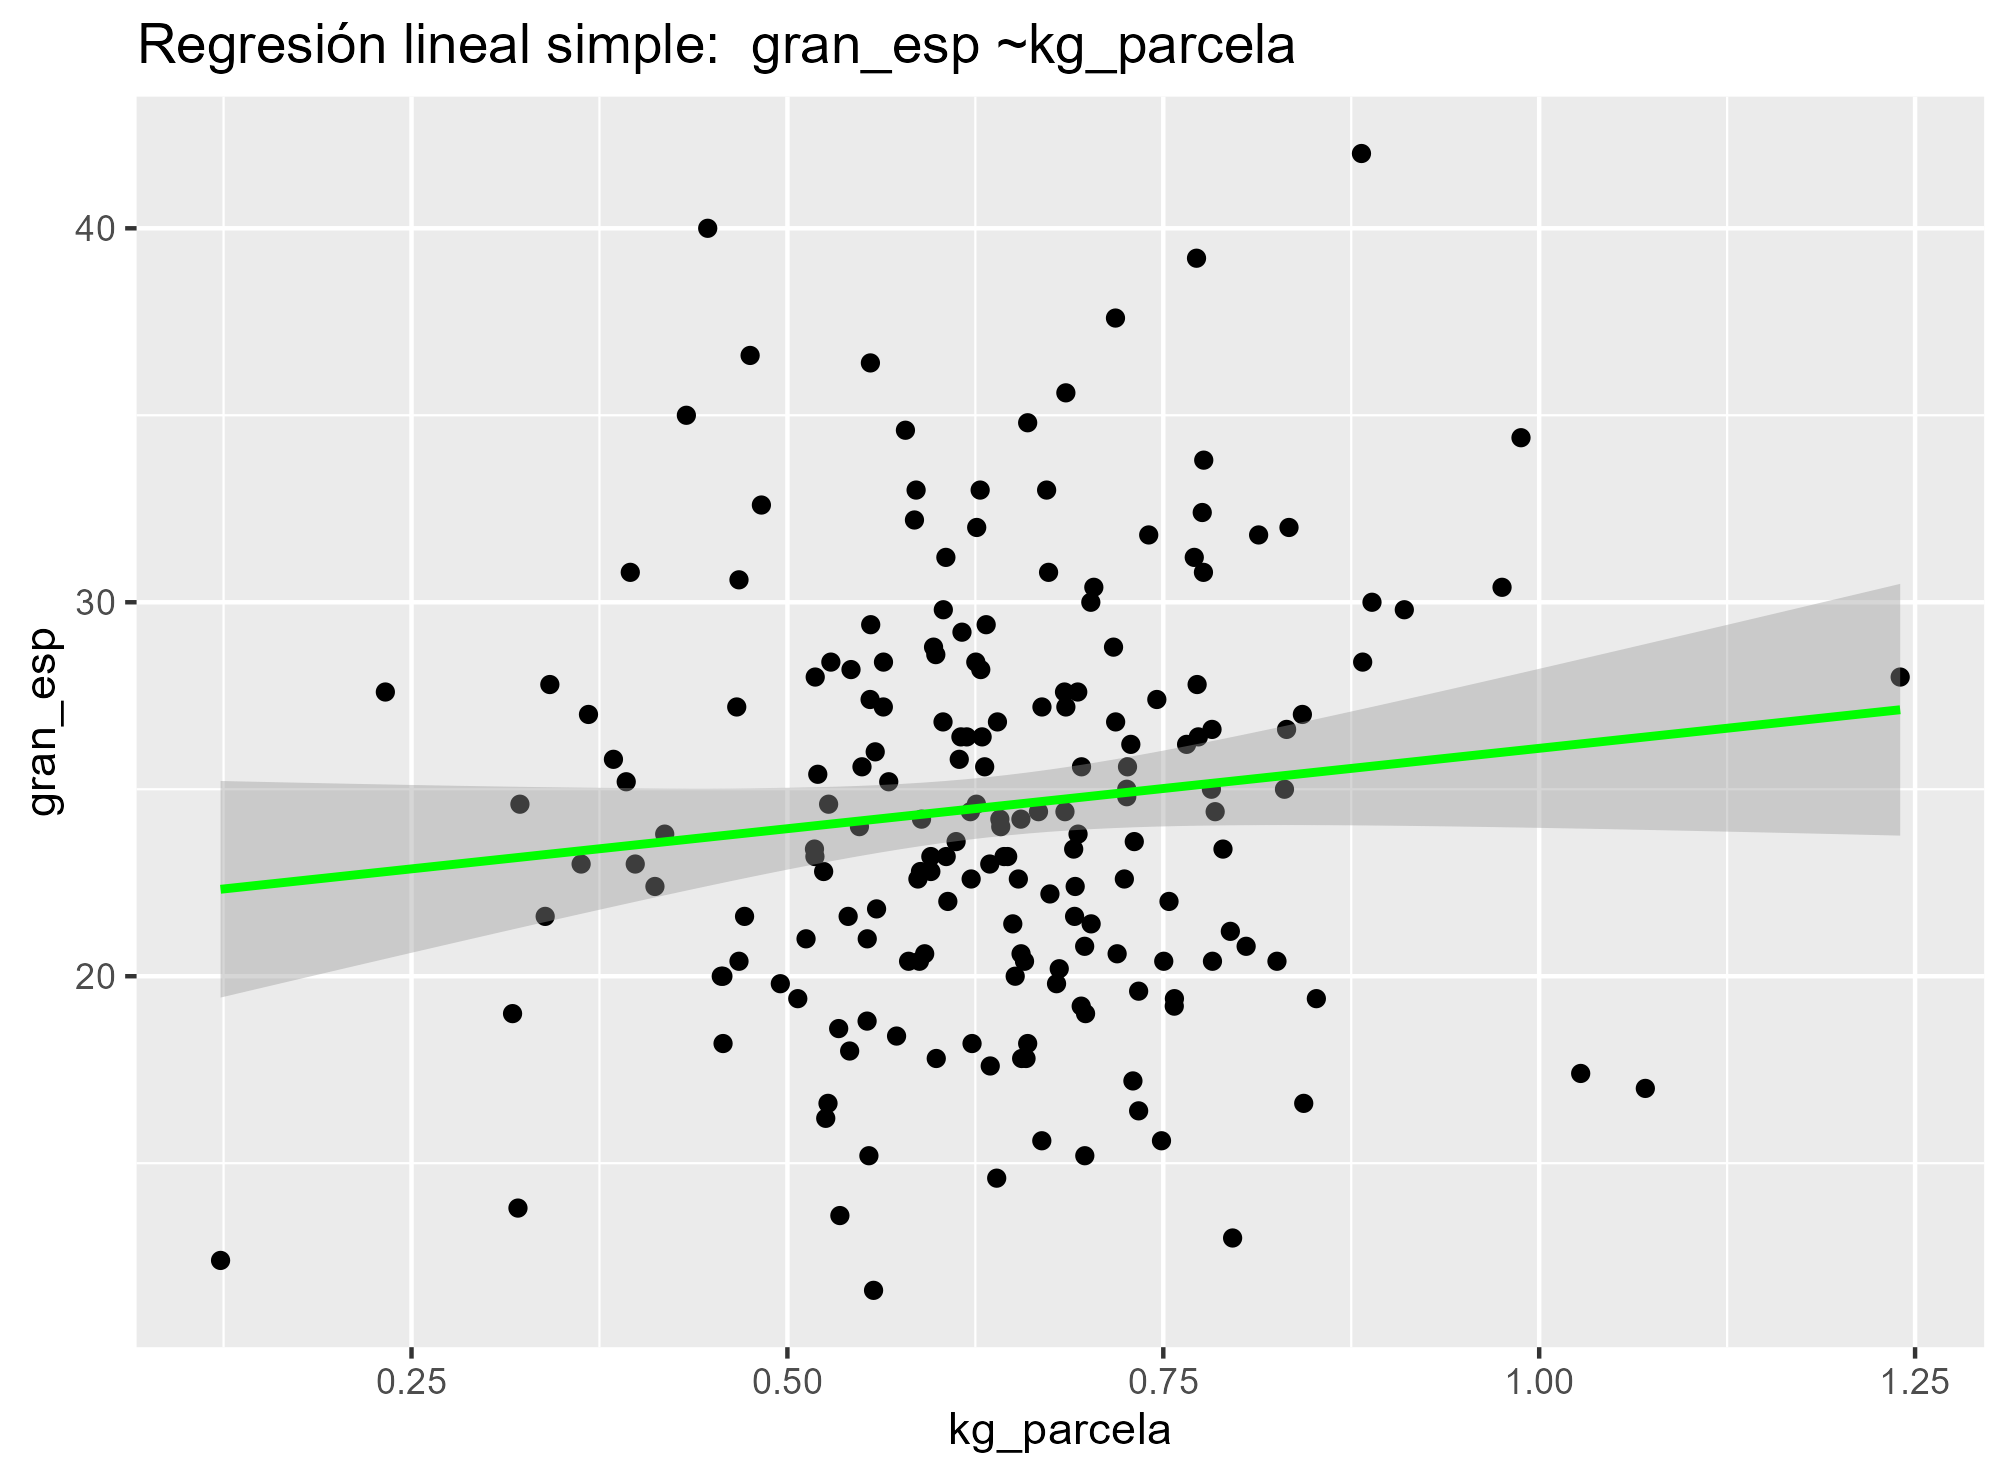 Regresión lineal simple:  gran_esp ~kg_parcela
gran_esp
40
30
20
0.25 0.50 0.75 1.00 1.25
kg_parcela